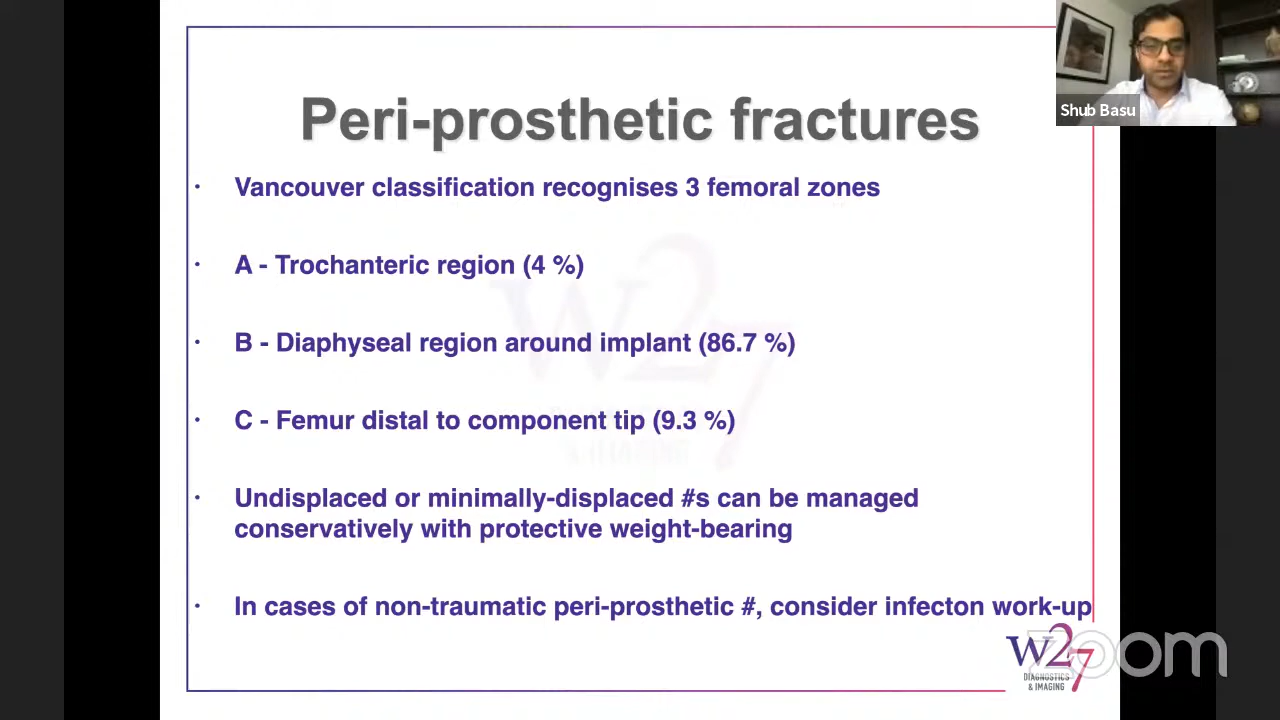 Peri-prosthetic fractures
Shub Basu
· Vancouver classification recognises 3 femoral zones
· A - Trochanteric region (4 %)
· B - Diaphyseal region around implant (86.7 %)
· C - Femur distal to component tip (9.3 %)
· Undisplaced or minimally-displaced #s can be managed
conservatively with protective weight-bearing
· In cases of non-traumatic peri-prosthetic #, consider infecton work-up
W27
DIAGNOSTICS
& IMAGING
zoom